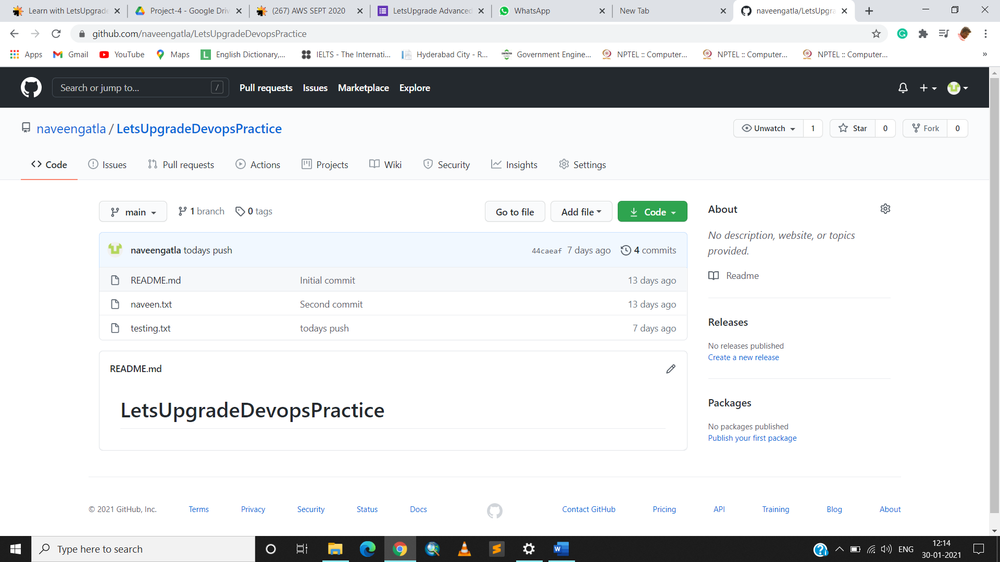 Learn with LetsUpgrade
Project-4 - Google Driv
(267) AWS SEPT 2020
LetsUpgrade Advanced
WhatsApp
New Tab
naveengatla/LetsUpgra
github.com/naveengatla/LetsUpgradeDevopsPractice
Apps
Gmail
YouTube
Maps
English Dictionary,...
IELTS - The Internati...
Hyderabad City - R...
Government Engine...
NPTEL :: Computer...
NPTEL :: Computer...
NPTEL :: Computer...
»
Search or jump to... /
Pull requests
Issues
Marketplace
Explore
naveengatla / LetsUpgradeDevopsPractice
Unwatch 1
Star 0
Fork 0
Code
Issues
Pull requests
Actions
Projects
Wiki
Security
Insights
Settings
main
1 branch
0 tags
Go to file
Add file
Code
naveengatla todays push 44caeaf 7 days ago 4 commits
README.md Initial commit 13 days ago
naveen.txt Second commit 13 days ago
testing.txt todays push 7 days ago
README.md
LetsUpgradeDevopsPractice
About
No description, website, or topics
provided.
Readme
Releases
No releases published
Create a new release
Packages
No packages published
Publish your first package
© 2021 GitHub, Inc.
Terms
Privacy
Security
Status
Docs
Contact GitHub
Pricing
API
Training
Blog
About
Type here to search
ENG
12:14
30-01-2021